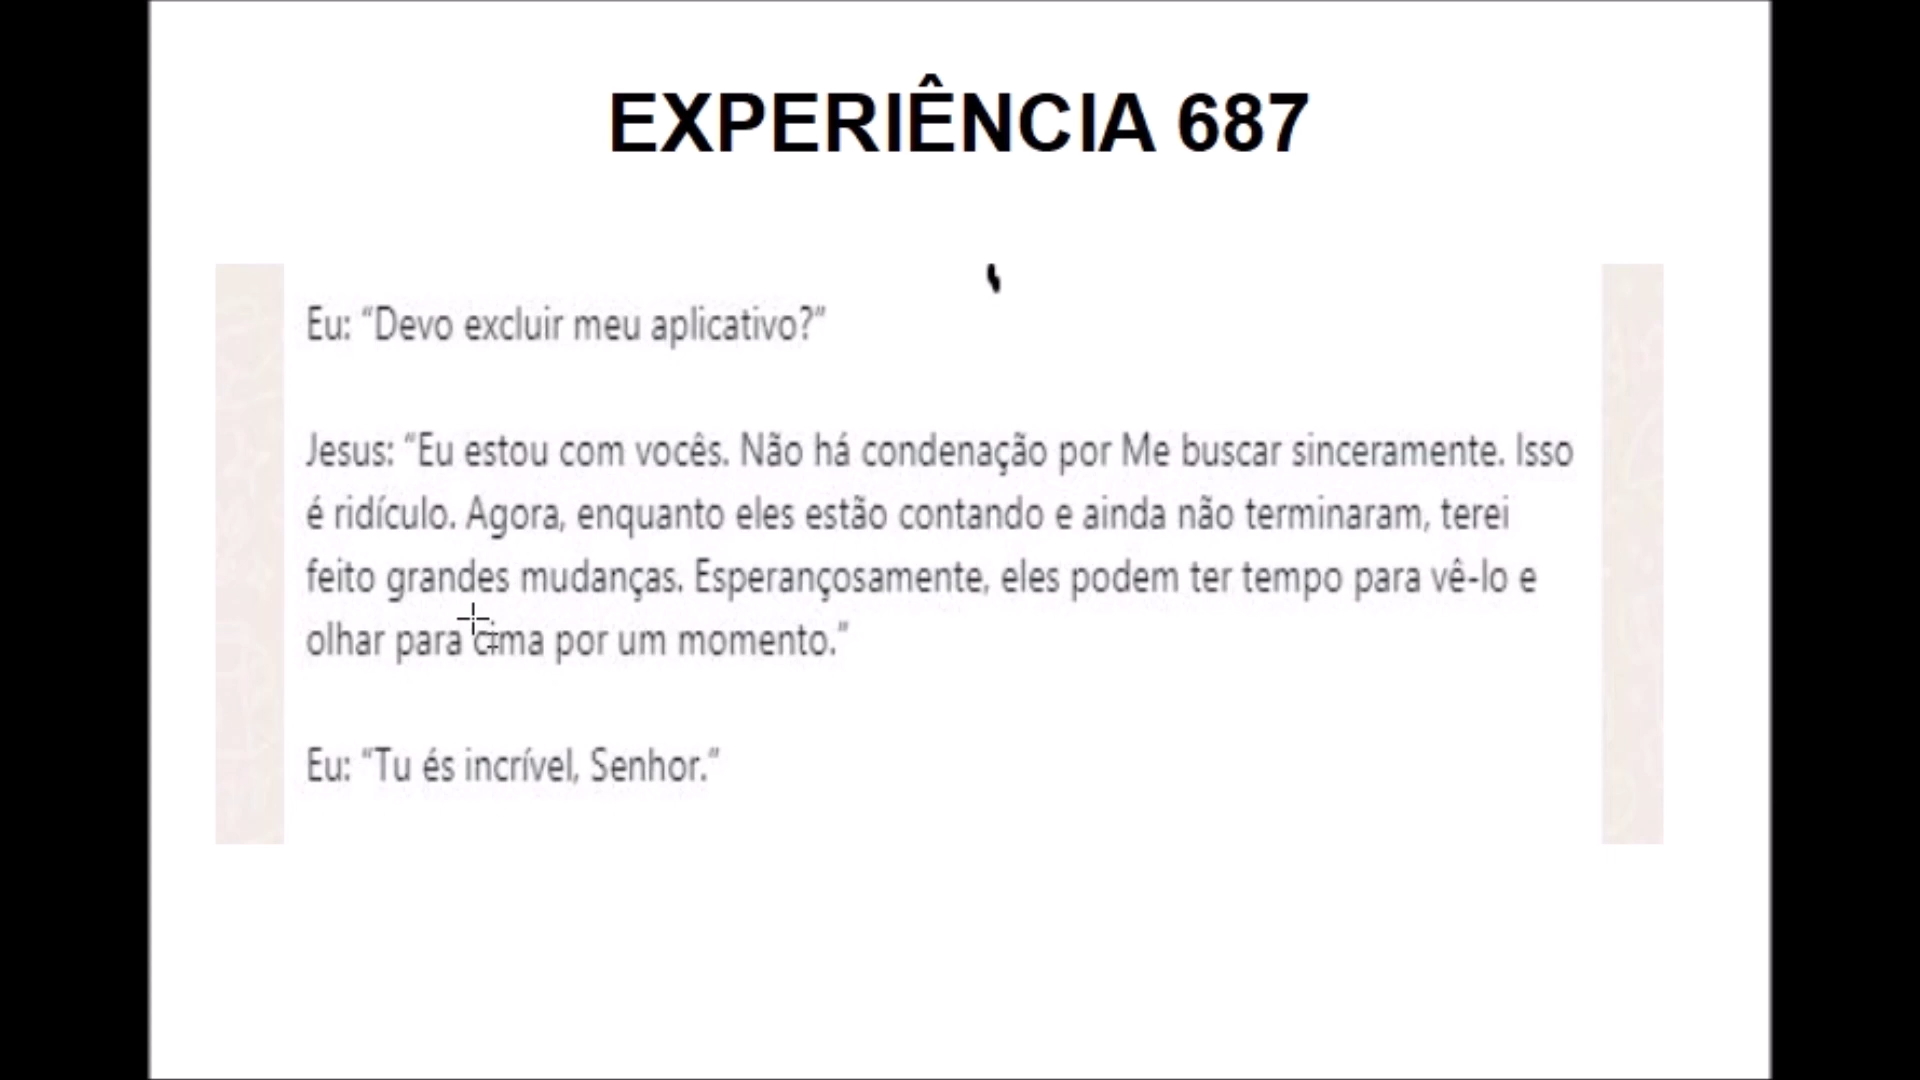 EXPERIÊNCIA 687
Eu: “Devo excluir meu aplicativo?”
Jesus: “Eu estou com vocês. Não há condenação por Me buscar sinceramente. Isso
é ridículo. Agora, enquanto eles estão contando e ainda não terminaram, terei
feito grandes mudanças. Esperançosamente, eles podem ter tempo para vê-lo e
olhar para cima por um momento.”
Eu: “Tu és incrível, Senhor.”